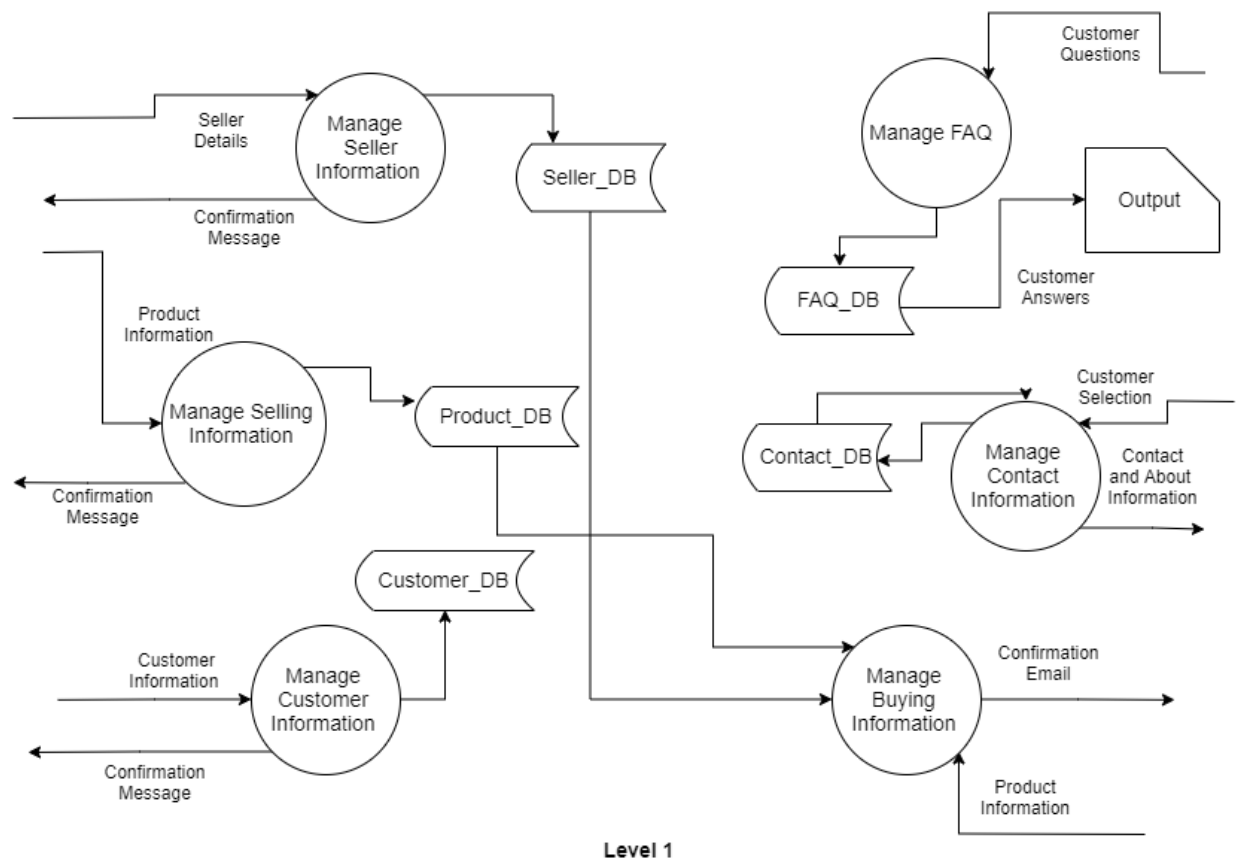 Customer
Questions
Seller
Details
Manage
Seller
Information
Manage FAQ
Seller_DB
Output
Confirmation
Message
Customer
Answers
FAQ_DB
Product
Information
Manage Selling
Information
Product_DB
Customer
Selection
Contact_DB
Manage
Contact
Information
Contact
and About
Information
Confirmation
Message
Customer_DB
Customer
Information
Manage
Customer
Information
Manage
Buying
Information
Confirmation
Email
Confirmation
Message
Product
Information
Level 1